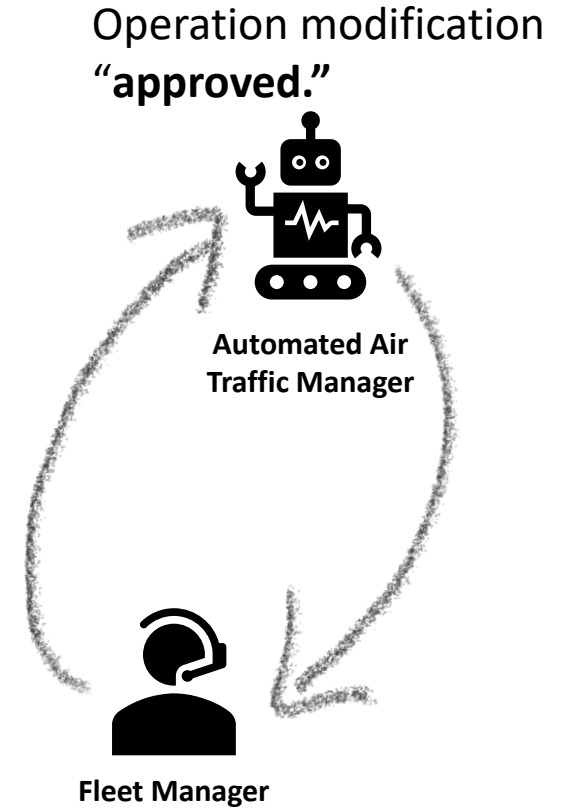 Operation modification
“approved.”
Automated Air
Traffic Manager
Fleet Manager